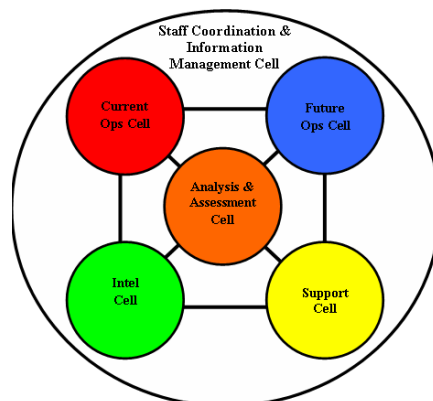 Staff Coordination &
Information
Management Cell
Current
Ops Cell
Future
Ops Cell
Analysis &
Assessment
Cell
Intel
Cell
Support
Cell